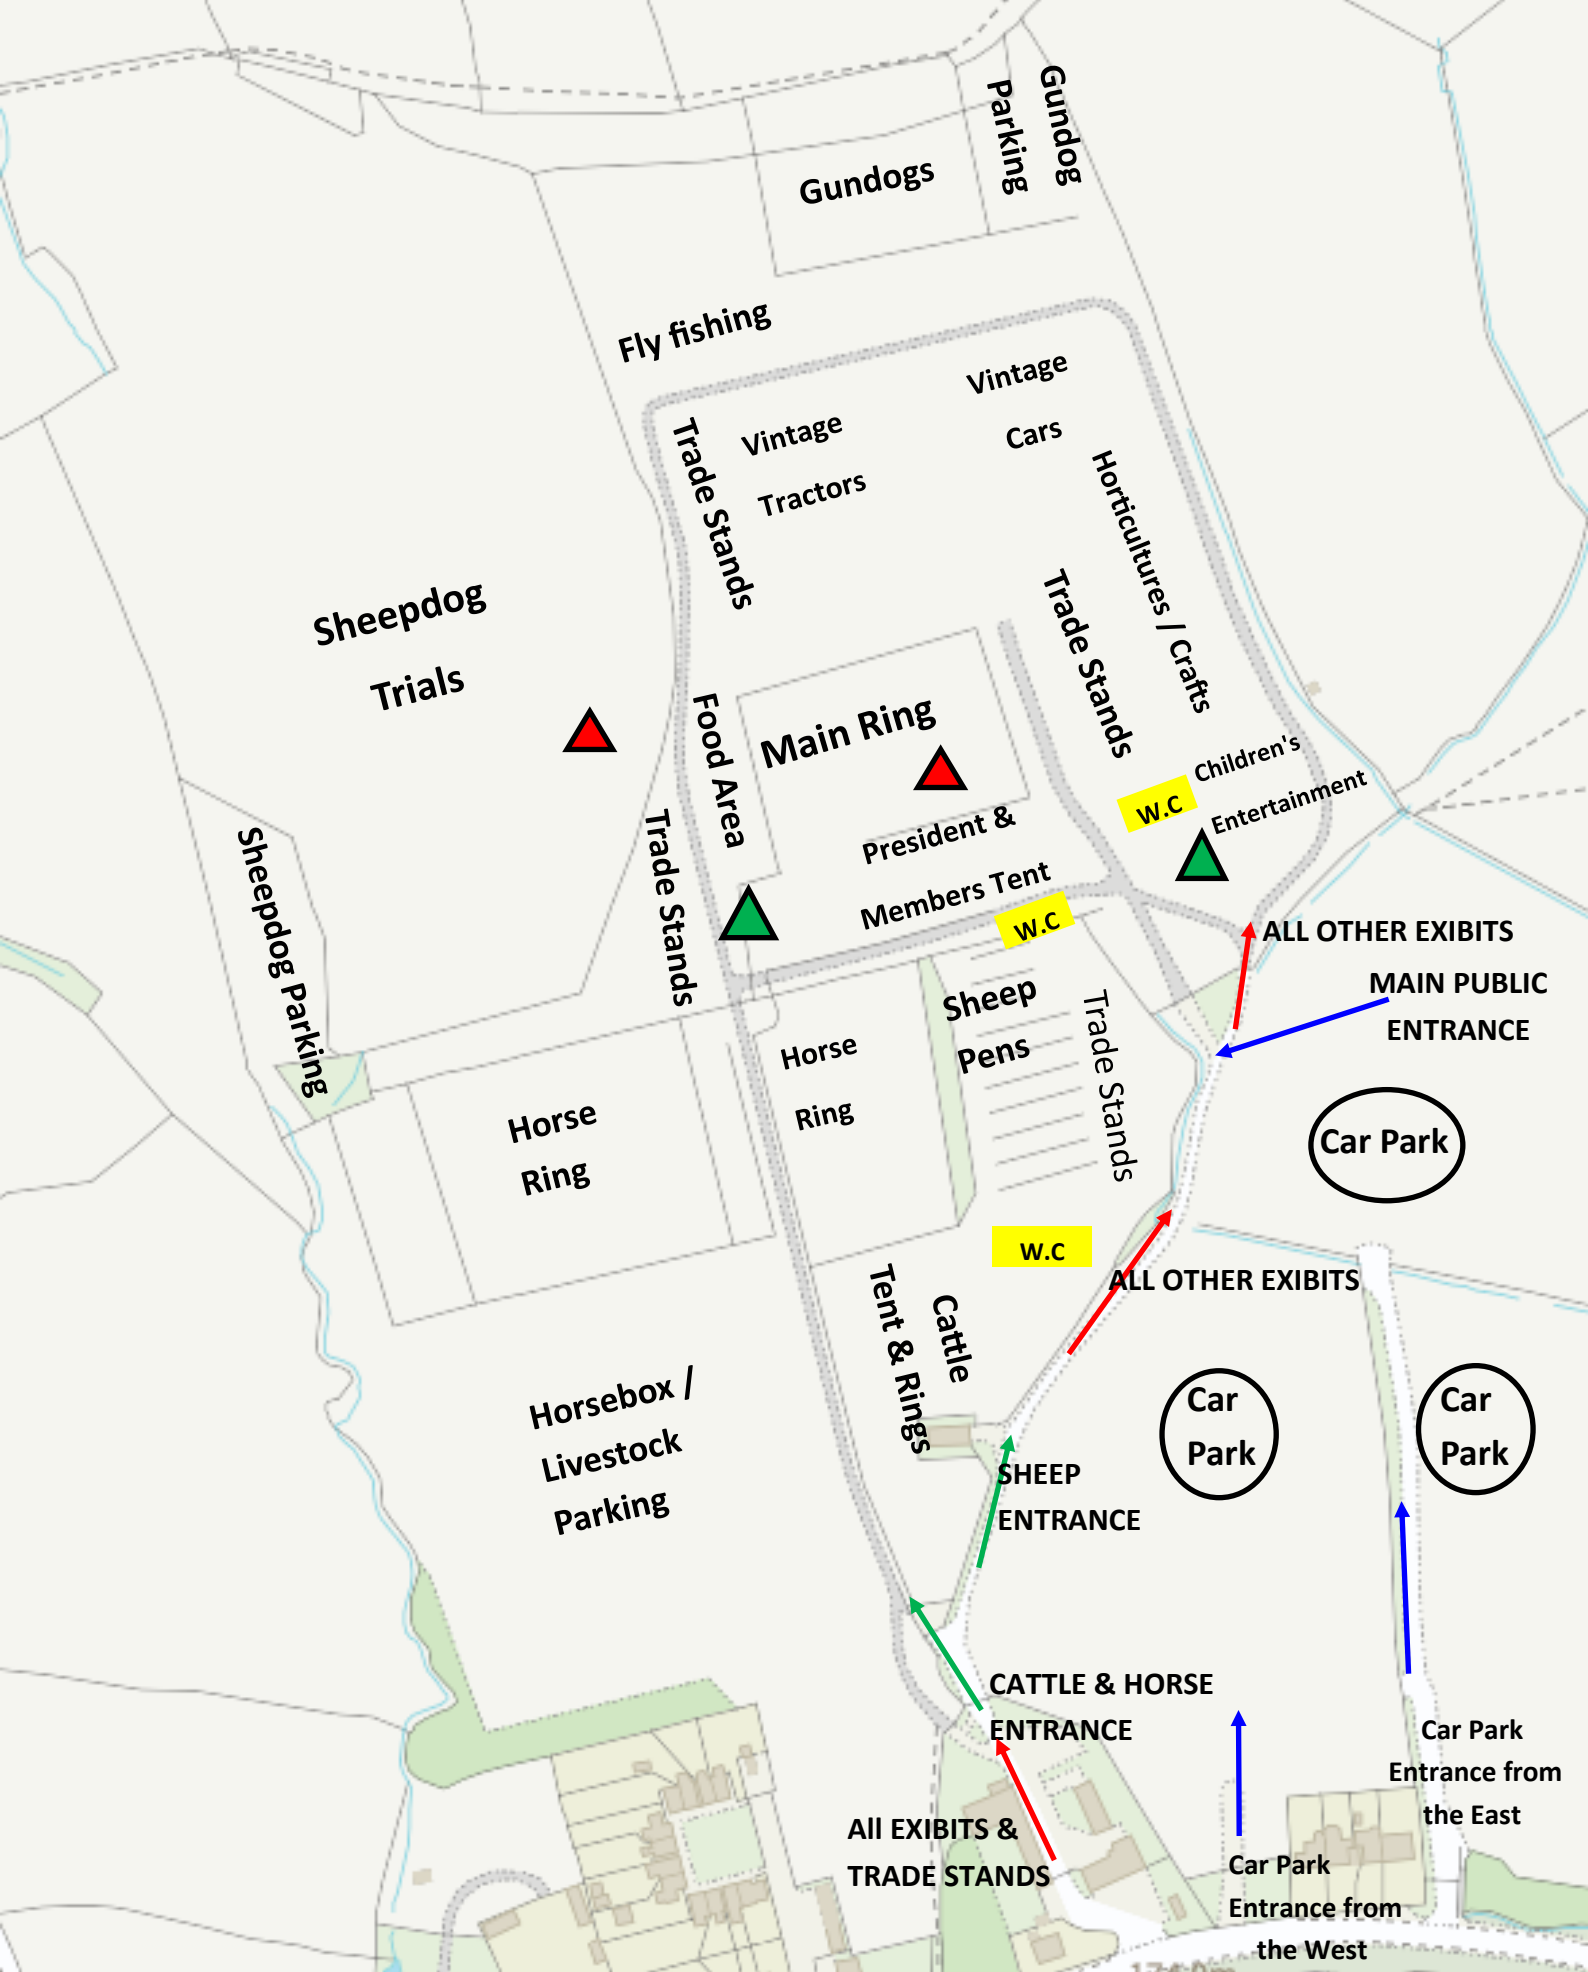 Gundog
Parking
Gundogs
Fly fishing
Vintage
Cars
Vintage
Tractors
Trade Stands
Horticultures / Crafts
Trade Stands
Sheepdog
Trials
Food Area
Main Ring
Children's
Entertainment
W.C
President &
Members Tent
W.C
Trade Stands
Sheepdog Parking
ALL OTHER EXIBITS
MAIN PUBLIC
ENTRANCE
Sheep
Pens
Trade Stands
Horse
Ring
Horse
Ring
Car Park
W.C
ALL OTHER EXIBITS
Cattle
Tent & Rings
Horsebox /
Livestock
Parking
Car
Park
Car
Park
SHEEP
ENTRANCE
CATTLE & HORSE
ENTRANCE
Car Park
Entrance from
the East
All EXIBITS &
TRADE STANDS
Car Park
Entrance from
the West